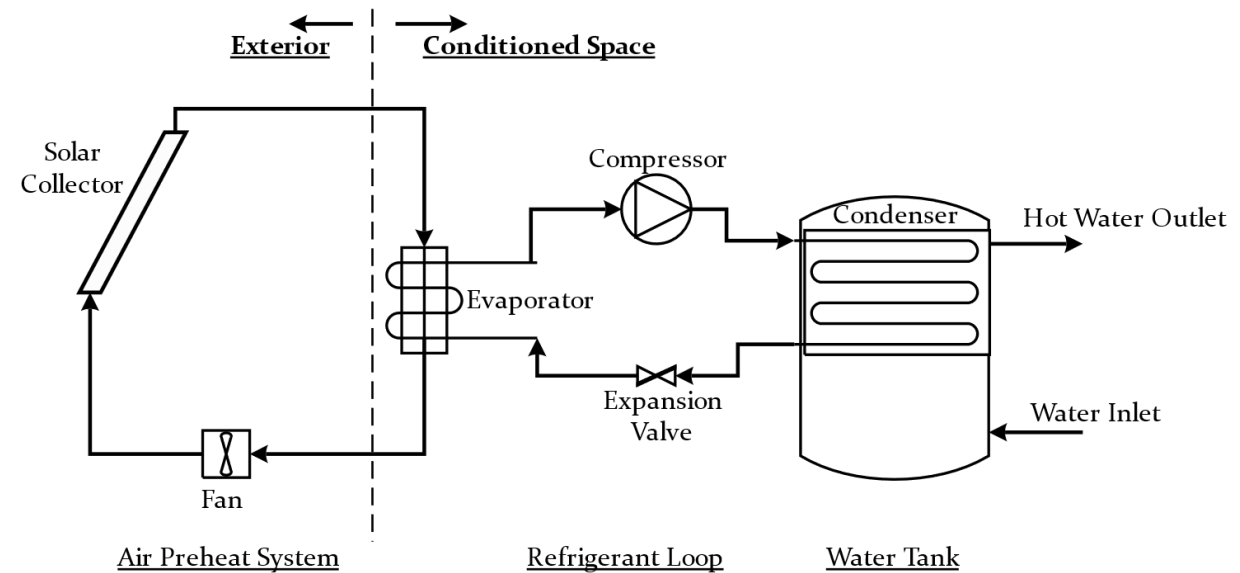 Exterior
Conditioned Space
Solar
Collector
Compressor
Condenser
Hot Water Outlet
Evaporator
Expansion
Valve
Water Inlet
Fan
Air Preheat System
Refrigerant Loop
Water Tank